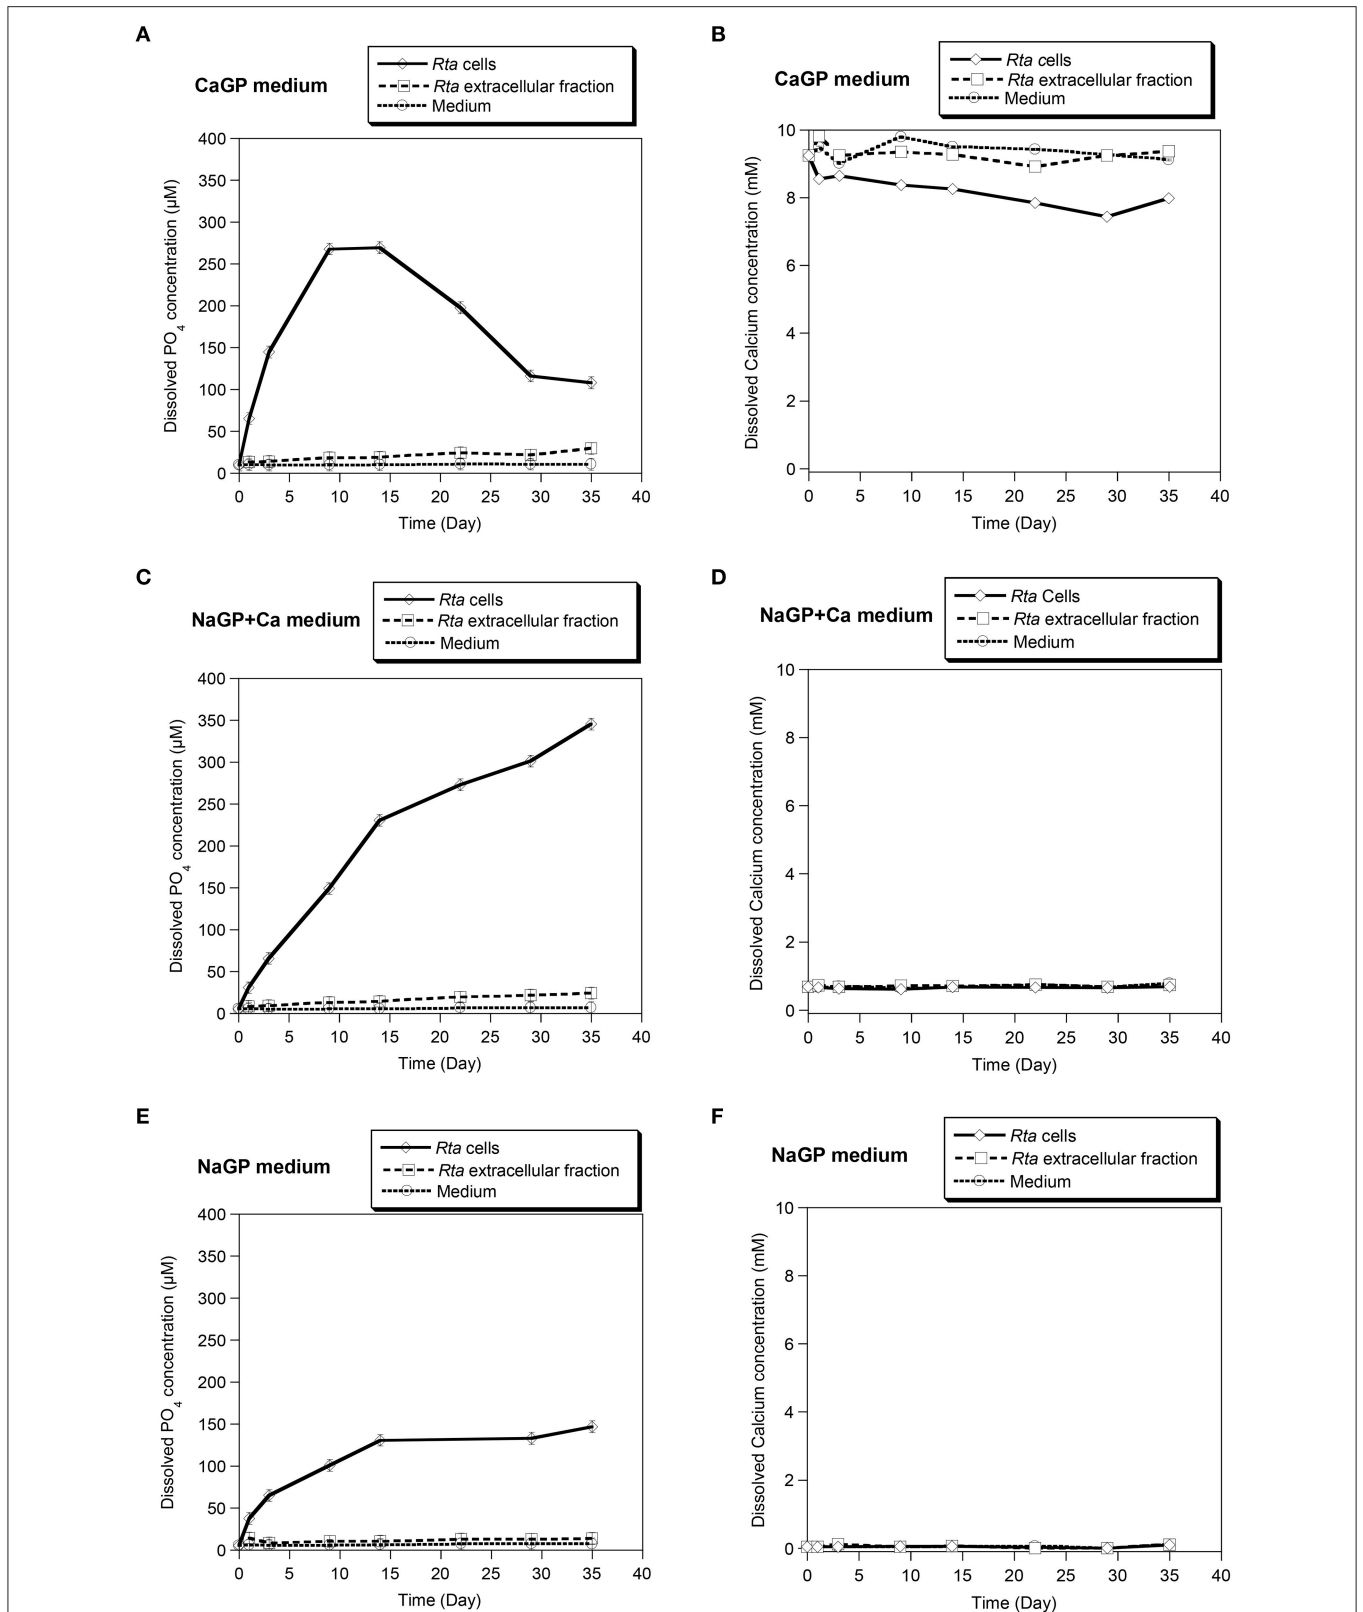 A
CaGP medium
Rta cells
Rta extracellular fraction
Medium
400
350
300
250
200
150
100
50
0
Dissolved PO4 concentration (µM)
0 5 10 15 20 25 30 35 40
Time (Day)
B
CaGP medium
Rta cells
Rta extracellular fraction
Medium
10
8
6
4
2
0
Dissolved Calcium concentration (mM)
0 5 10 15 20 25 30 35 40
Time (Day)
C
NaGP+Ca medium
Rta cells
Rta extracellular fraction
Medium
400
350
300
250
200
150
100
50
0
Dissolved PO4 concentration (µM)
0 5 10 15 20 25 30 35 40
Time (Day)
D
NaGP+Ca medium
Rta Cells
Rta extracellular fraction
Medium
10
8
6
4
2
0
Dissolved Calcium concentration (mM)
0 5 10 15 20 25 30 35 40
Time (Day)
E
NaGP medium
Rta cells
Rta extracellular fraction
Medium
400
350
300
250
200
150
100
50
0
Dissolved PO4 concentration (µM)
0 5 10 15 20 25 30 35 40
Time (Day)
F
NaGP medium
Rta cells
Rta extracellular fraction
Medium
10
8
6
4
2
0
Dissolved Calcium concentration (mM)
0 5 10 15 20 25 30 35 40
Time (Day)